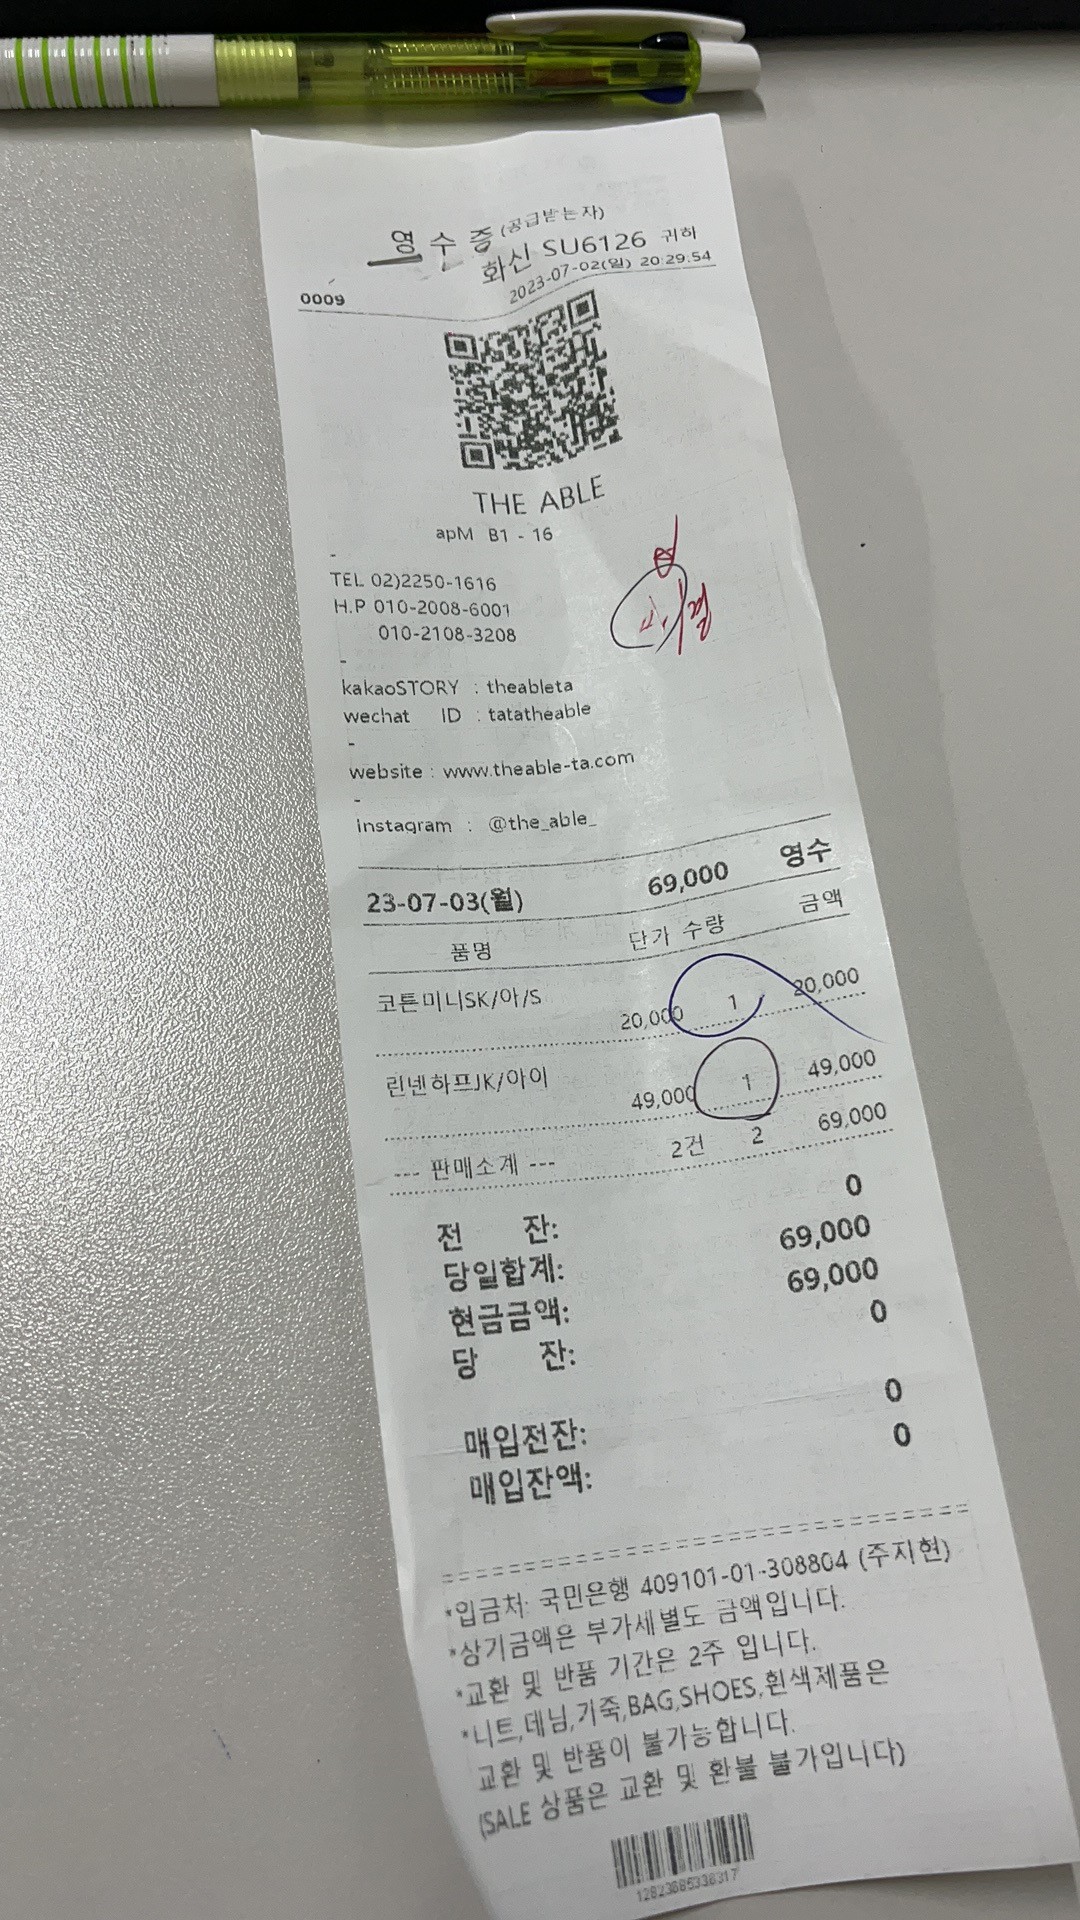 영 수 증 (공급받는자)
화신 SU6126 귀하
0009 2023-07-02(일) 20:29:54
THE ABLE
apM B1 - 16
-
TEL 02)2250-1616
H.P 010-2008-6001
010-2108-3208
-
kakaoSTORY : theableta
wechat ID : tatatheable
-
website : www.theable-ta.com
-
instagram : @the_able_
23-07-03(월) 69,000 영수
품명 단가 수량 금액
코튼미니SK/아/S
20,000 1 20,000
린넨하프JK/아이
49,000 1 49,000
--- 판매소계 --- 2건 2 69,000
전 잔: 0
당일합계: 69,000
현금금액: 69,000
당 잔: 0
매입전잔: 0
매입잔액: 0
*입금처: 국민은행 409101-01-308804 (주지현)
*상기금액은 부가세별도 금액입니다.
*교환 및 반품 기간은 2주 입니다.
*니트,데님,기죽,BAG,SHOES,흰색제품은
교환 및 반품이 불가능합니다.
(SALE 상품은 교환 및 환불 불가입니다)